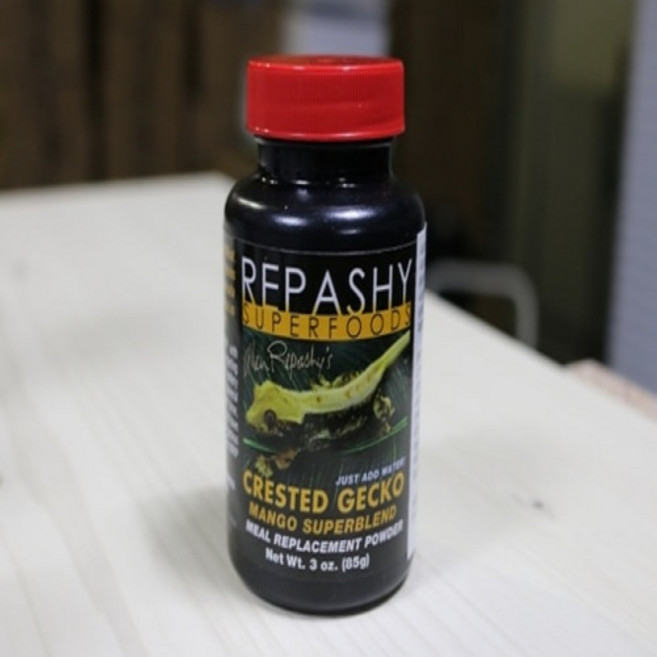 REPASHY
SUPERFOODS
Allen Repashy's
JUST ADD WATER!
CRESTED GECKO
MANGO SUPERBLEND
MEAL REPLACEMENT POWDER
Net Wt. 3 oz. (85g)